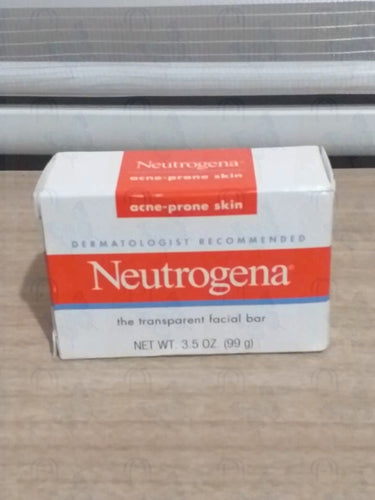 Neutrogena®
acne-prone skin
acne-prone skin
DERMATOLOGIST RECOMMENDED
Neutrogena®
the transparent facial bar
NET WT. 3.5 OZ. (99 g)